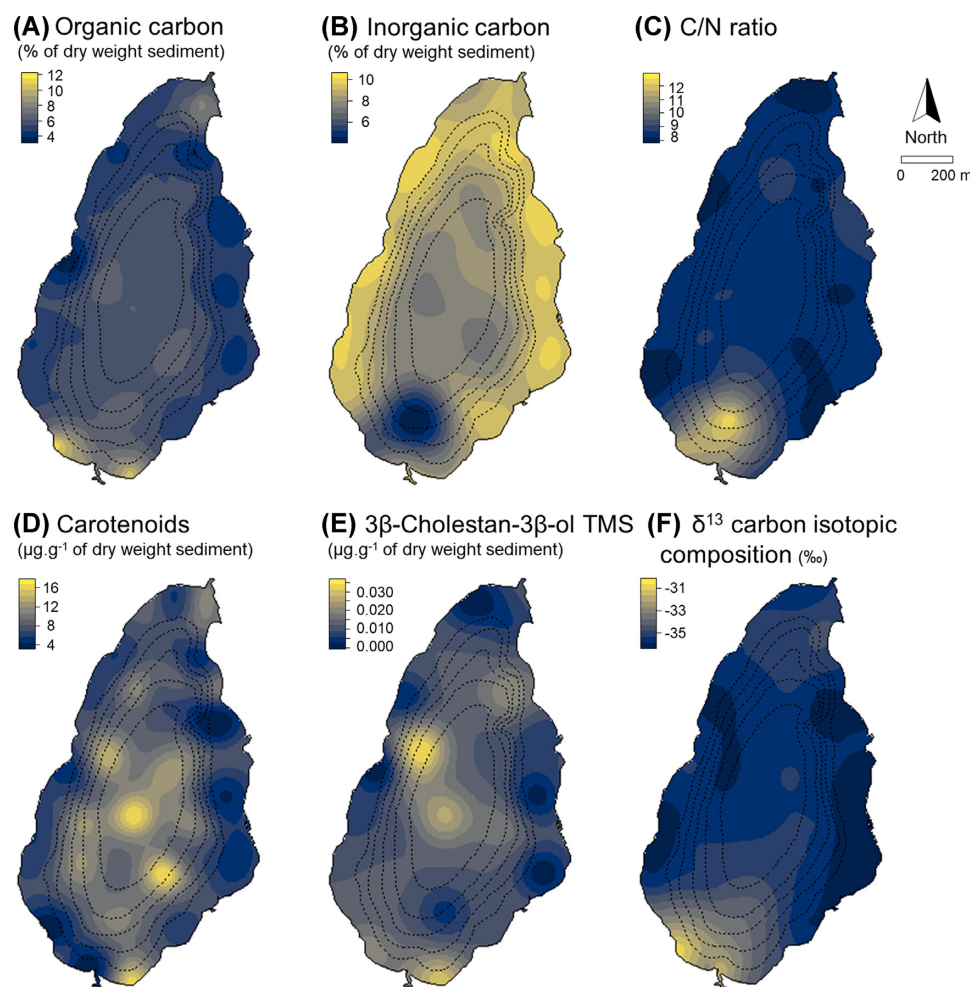 (A) Organic carbon
(% of dry weight sediment)
12
10
8
6
4
(B) Inorganic carbon
(% of dry weight sediment)
10
8
6
(C) C/N ratio
12
11
10
9
8
North
0 200 m
(D) Carotenoids
(µg.g⁻¹ of dry weight sediment)
16
12
8
4
(E) 3β-Cholestan-3β-ol TMS
(µg.g⁻¹ of dry weight sediment)
0.030
0.020
0.010
0.000
(F) δ¹³ carbon isotopic
composition (‰)
-31
-33
-35